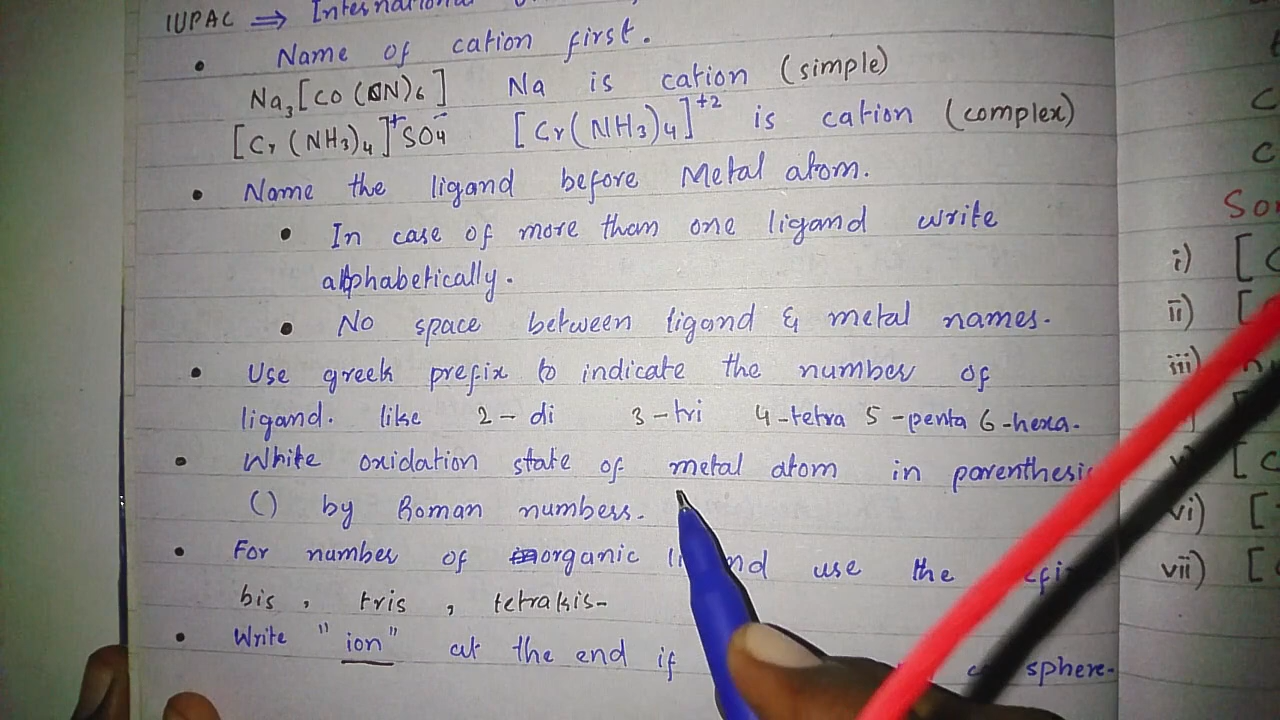 IUPAC ⇒ International
• Name of cation first.
Na₃[CO(CN)₆] Na is cation (simple)
[Cr(NH₃)₄]⁺SO₄⁻ [Cr(NH₃)₄]⁺² is cation (complex)
• Name the ligand before Metal atom.
• In case of more than one ligand write
alphabetically.
• No space between ligand & metal names.
• Use greek prefix to indicate the number of
ligand. like 2-di 3-tri 4-tetra 5-penta 6-hexa.
• White oxidation state of metal atom in
() by Roman numbers.
• For number of organic use the
bis, tris, tetrakis-
• Write "ion" at the end if sphere.
i) [
ii) [
iii)
[
vi) [
vii) [